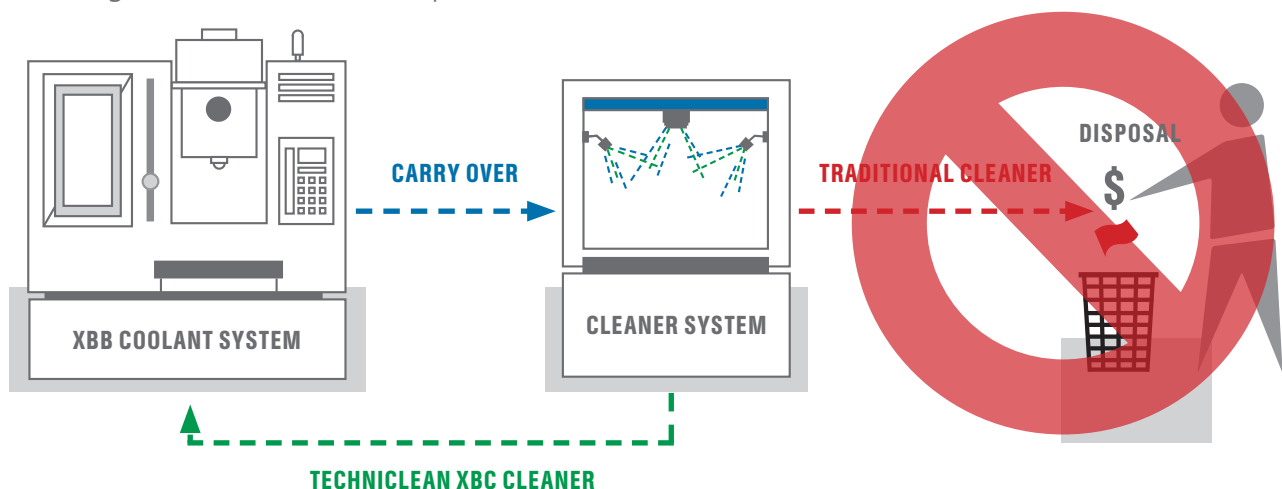 DISPOSAL
CARRY OVER
TRADITIONAL CLEANER
$
XBB COOLANT SYSTEM
CLEANER SYSTEM
TECHNICLEAN XBC CLEANER